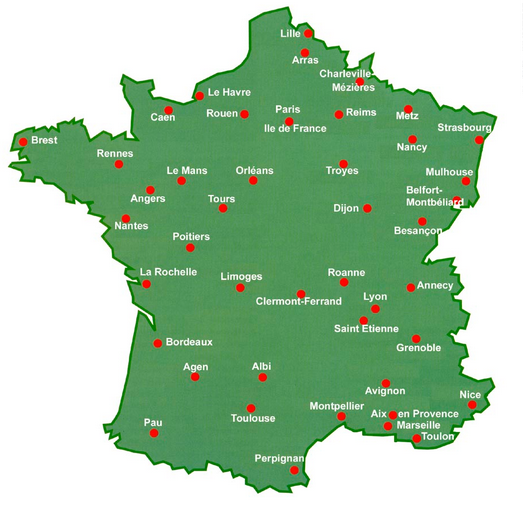 Lille
Arras
Charleville-
Mézières
Le Havre
Caen
Rouen
Paris
Ile de France
Reims
Metz
Strasbourg
Nancy
Brest
Rennes
Le Mans
Orléans
Troyes
Mulhouse
Angers
Tours
Belfort-
Montbéliard
Dijon
Nantes
Besançon
Poitiers
La Rochelle
Limoges
Roanne
Annecy
Clermont-Ferrand
Lyon
Saint Etienne
Bordeaux
Grenoble
Agen
Albi
Avignon
Nice
Montpellier
Aix en Provence
Toulouse
Marseille
Pau
Toulon
Perpignan